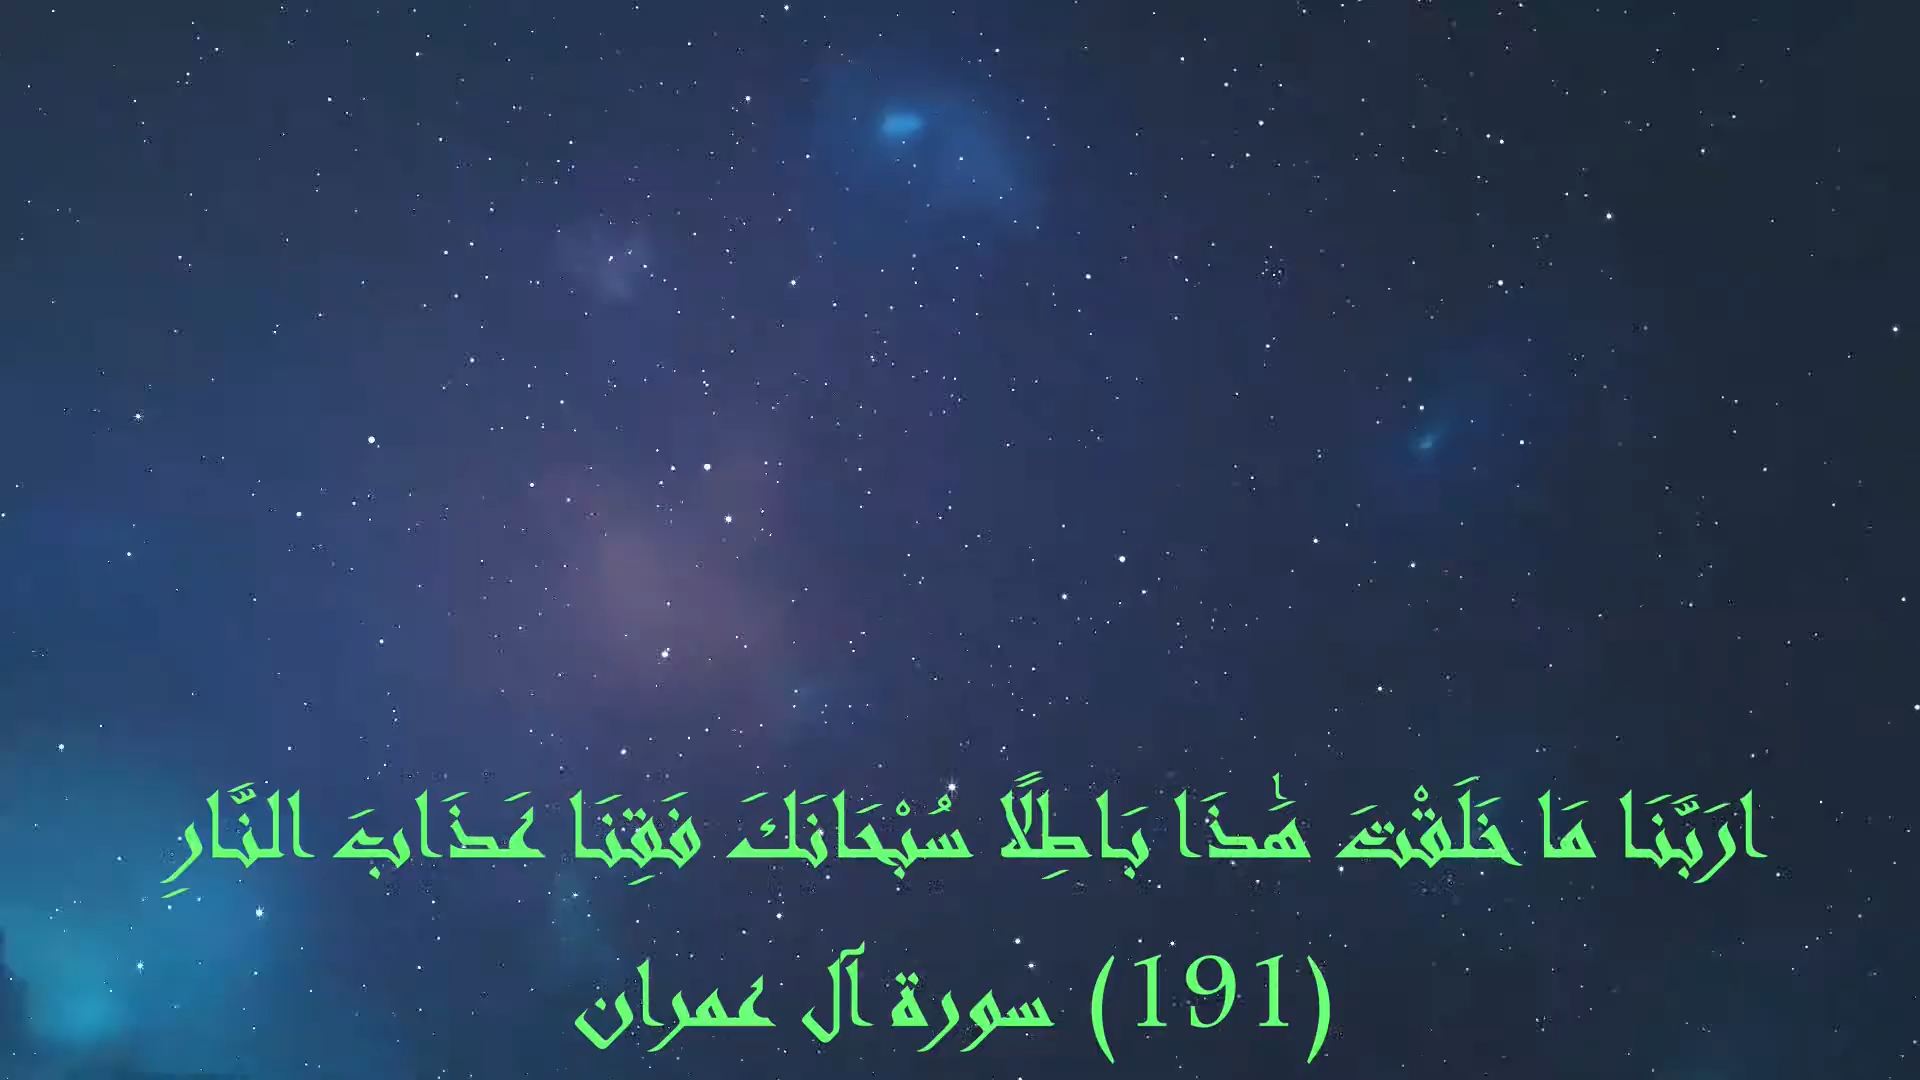 ارَبَّنَا مَا خَلَقْتَ هَٰذَا بَاطِلًا سُبْحَانَكَ فَقِنَا عَذَابَ النَّارِ
(191) سورة آل عمران